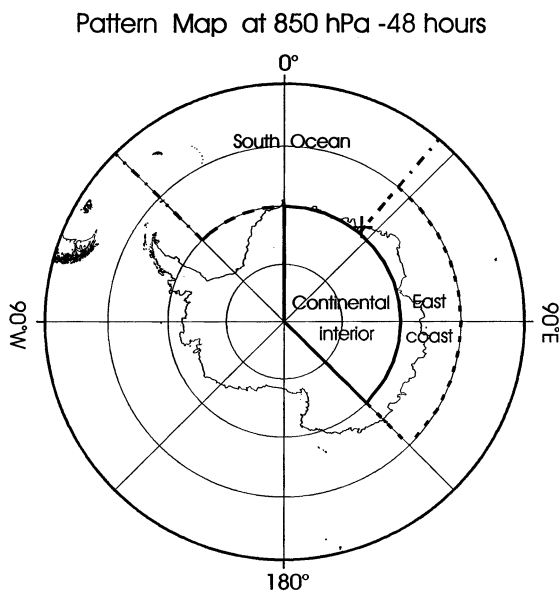 Pattern Map at 850 hPa -48 hours
0°
South Ocean
Continental
interior
East
coast
90°W
90°E
180°